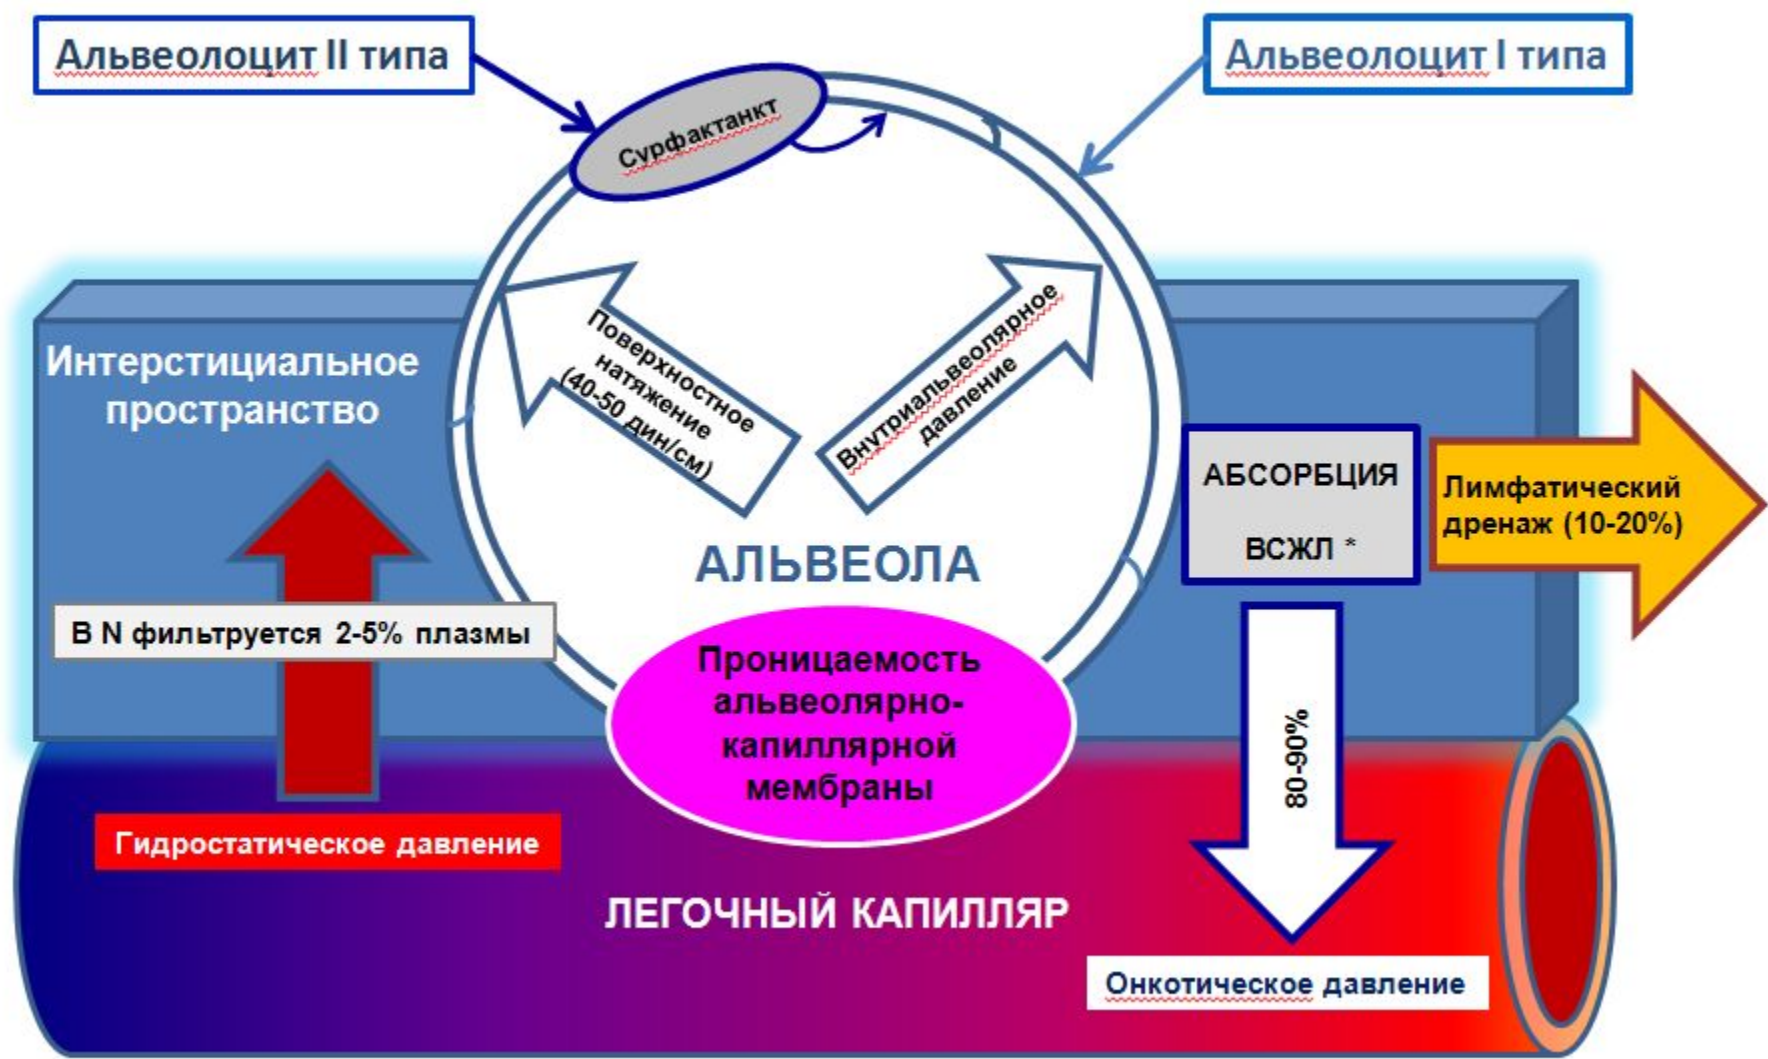 Альвеолоцит II типа
Альвеолоцит I типа
Сурфактанкт
Интерстициальное
пространство
Поверхностное
натяжение
(40-50 дин/см)
Внутриальвеолярное
давление
АБСОРБЦИЯ
ВСЖЛ *
Лимфатический
дренаж (10-20%)
АЛЬВЕОЛА
В N фильтруется 2-5% плазмы
Проницаемость
альвеолярно-
капиллярной
мембраны
80-90%
Гидростатическое давление
ЛЕГОЧНЫЙ КАПИЛЛЯР
Онкотическое давление